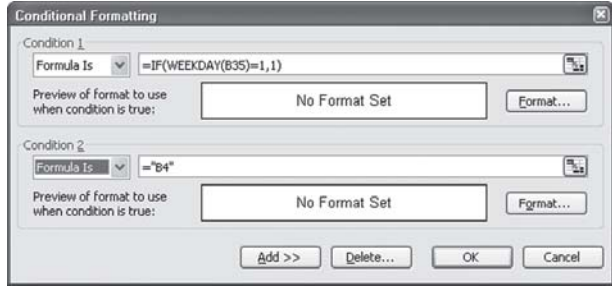 Conditional Formatting
Condition 1
Formula Is
=IF(WEEKDAY(B35)=1,1)
Preview of format to use
when condition is true:
No Format Set
Format...
Condition 2
Formula Is
="B4"
Preview of format to use
when condition is true:
No Format Set
Format...
Add >>
Delete...
OK
Cancel